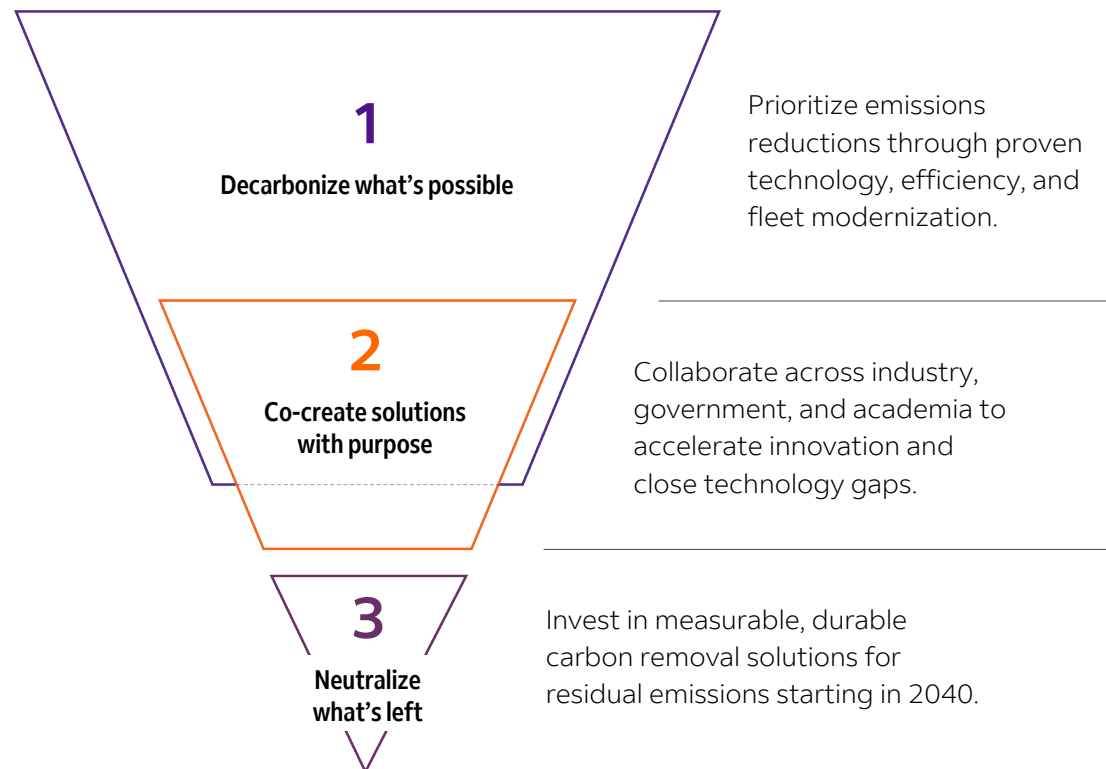 1
Decarbonize what's possible
Prioritize emissions
reductions through proven
technology, efficiency, and
fleet modernization.
2
Co-create solutions
with purpose
Collaborate across industry,
government, and academia to
accelerate innovation and
close technology gaps.
3
Neutralize
what's left
Invest in measurable, durable
carbon removal solutions for
residual emissions starting in 2040.